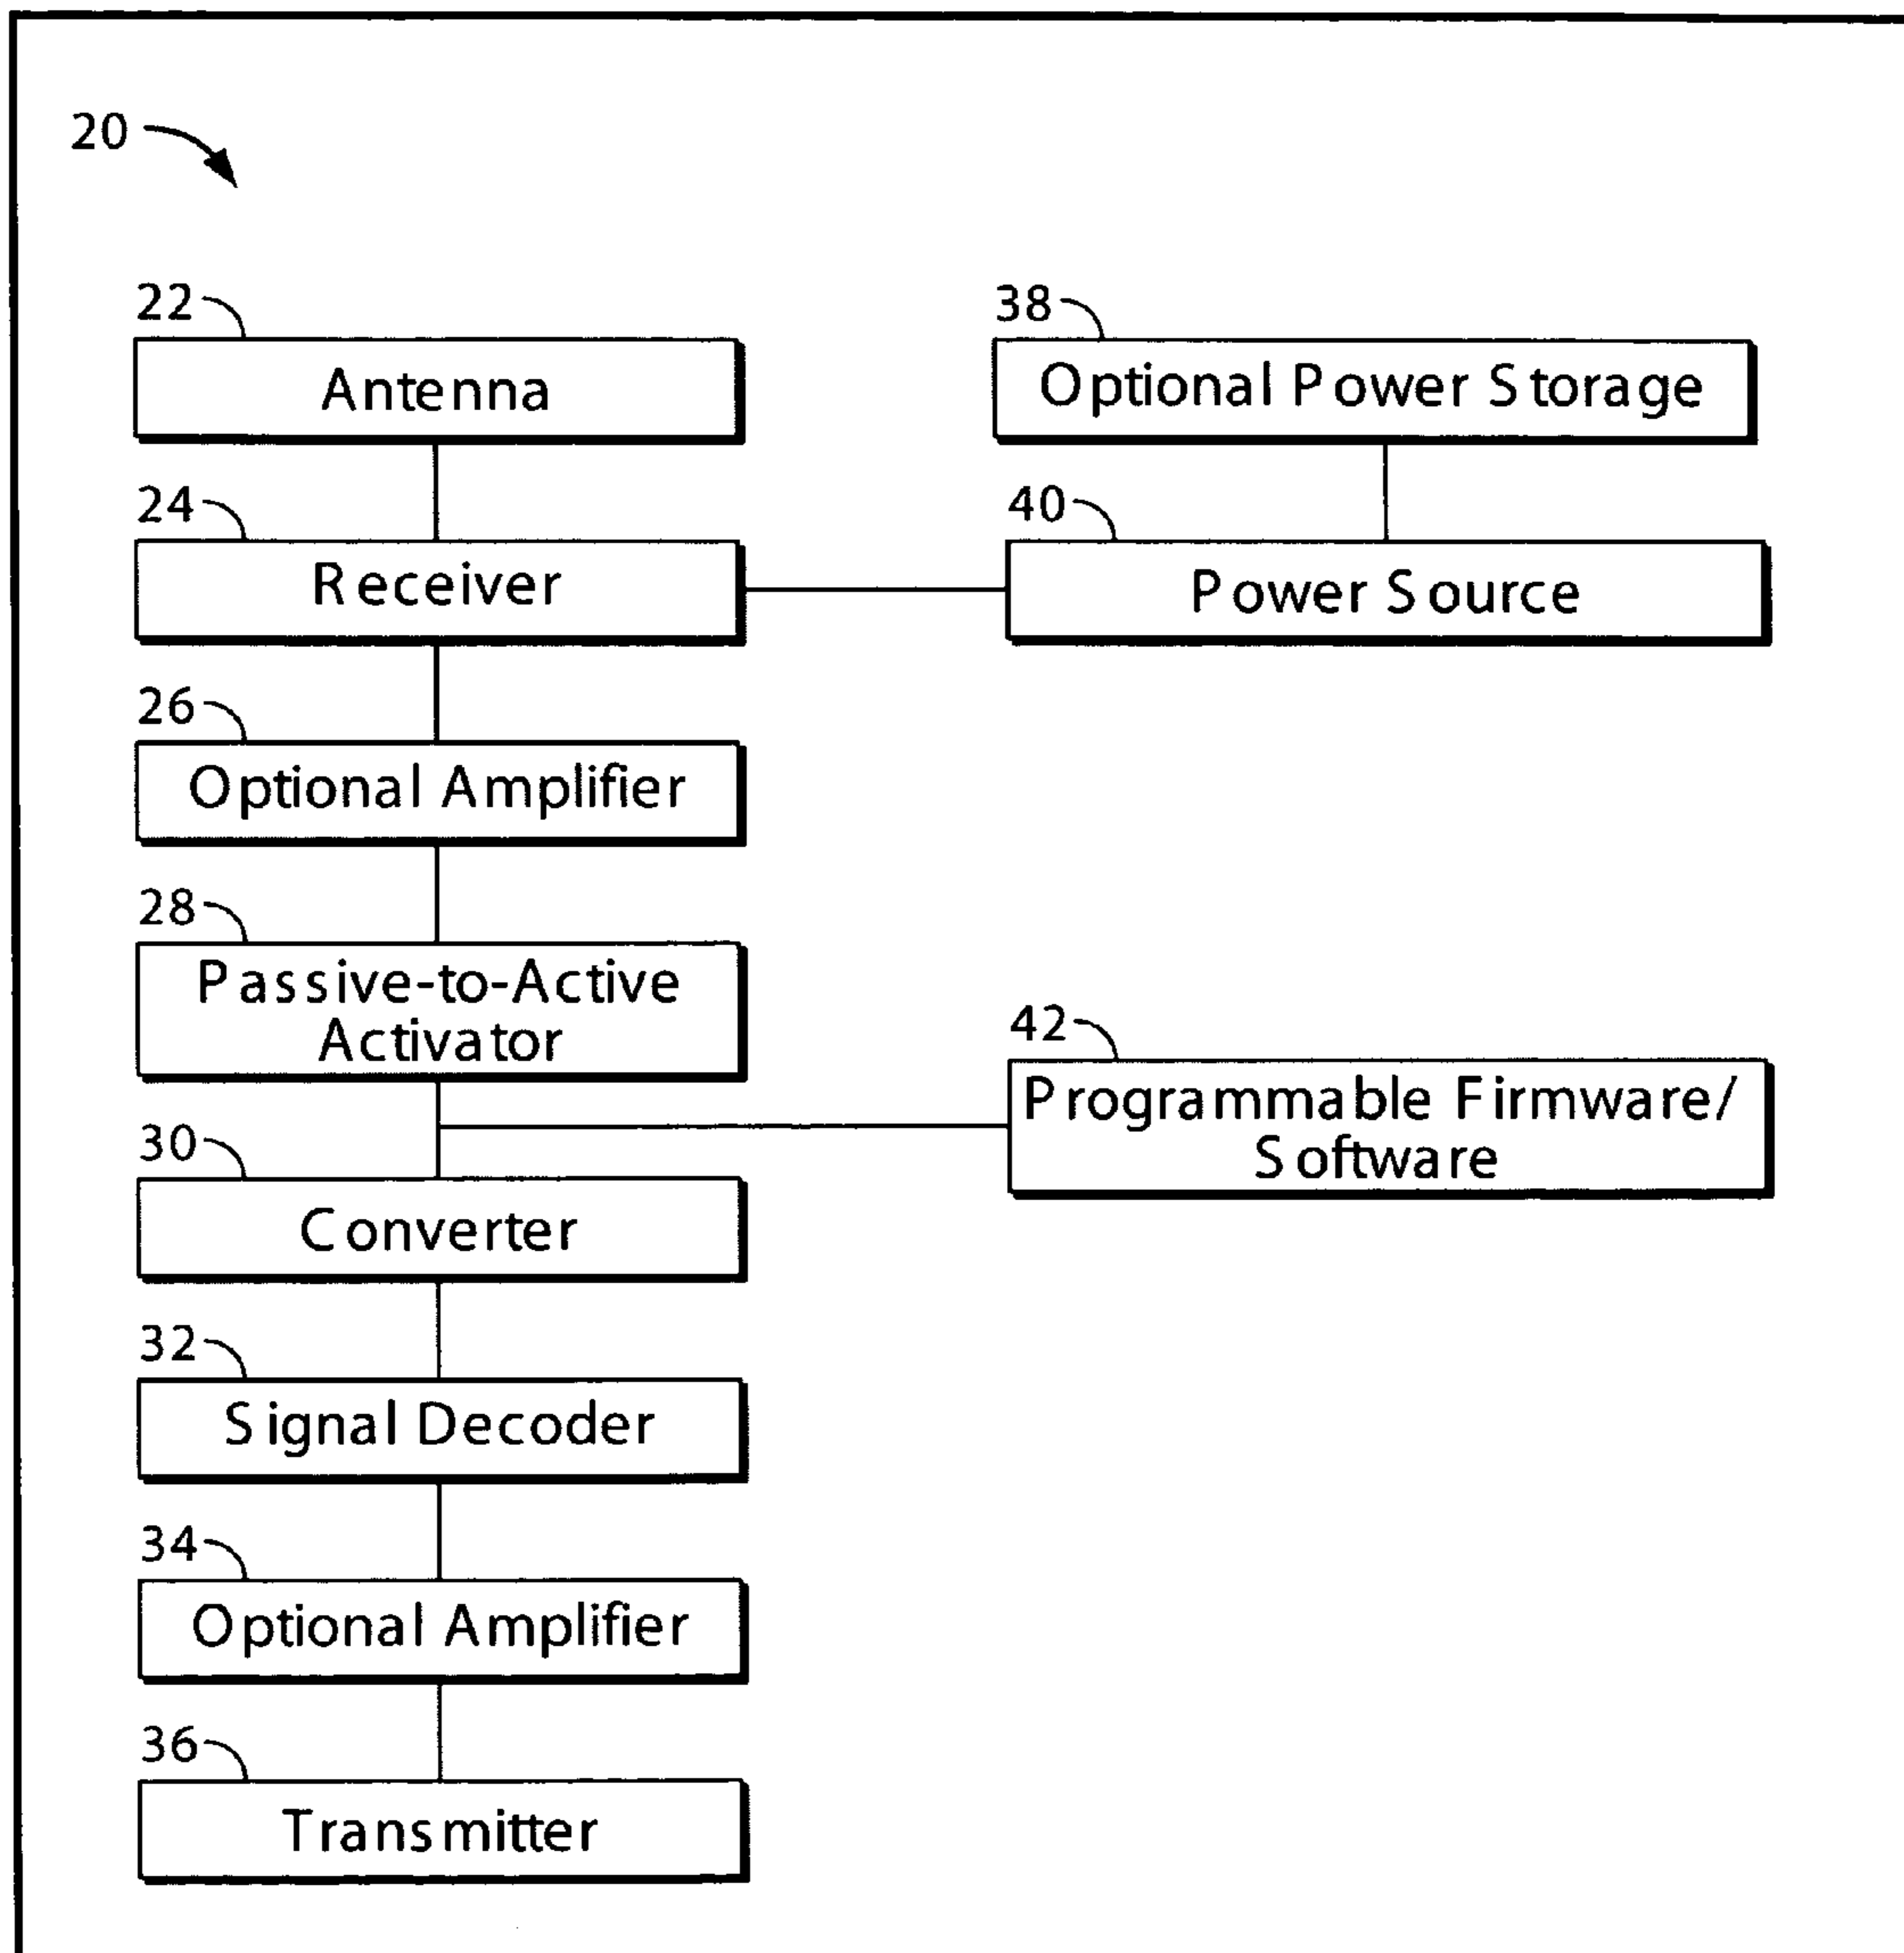 20
22
Antenna
38
Optional Power Storage
24
Receiver
40
Power Source
26
Optional Amplifier
28
Passive-to-Active
Activator
42
Programmable Firmware/
Software
30
Converter
32
Signal Decoder
34
Optional Amplifier
36
Transmitter